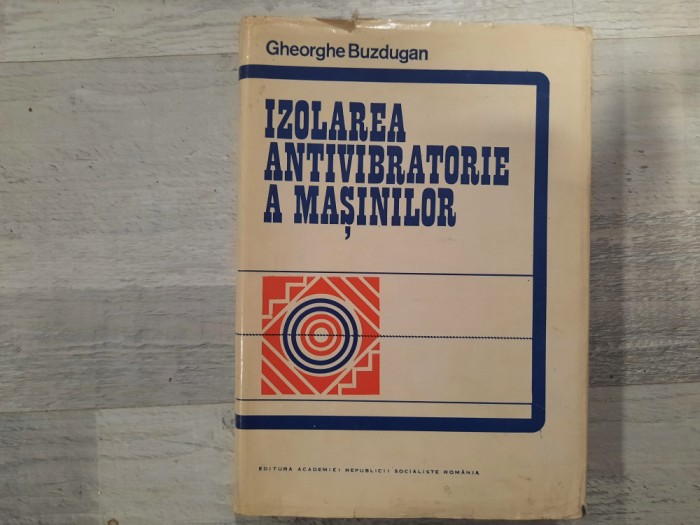 Gheorghe Buzdugan
IZOLAREA
ANTIVIBRATORIE
A MAȘINILOR
EDITURA ACADEMIEI REPUBLICII SOCIALISTE ROMÂNIA